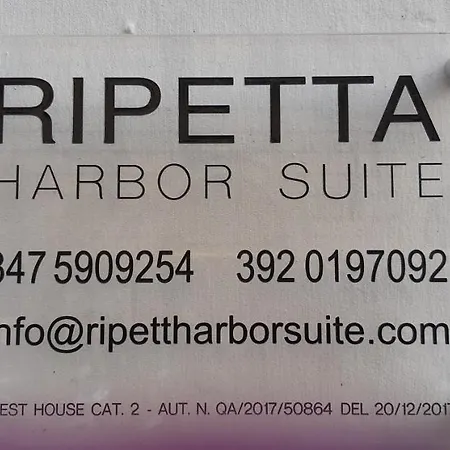 RIPETTA
HARBOR SUITE
347 5909254 392 0197092
info@ripettharborsuite.com
EST HOUSE CAT. 2 - AUT. N. QA/2017/50864 DEL 20/12/2017